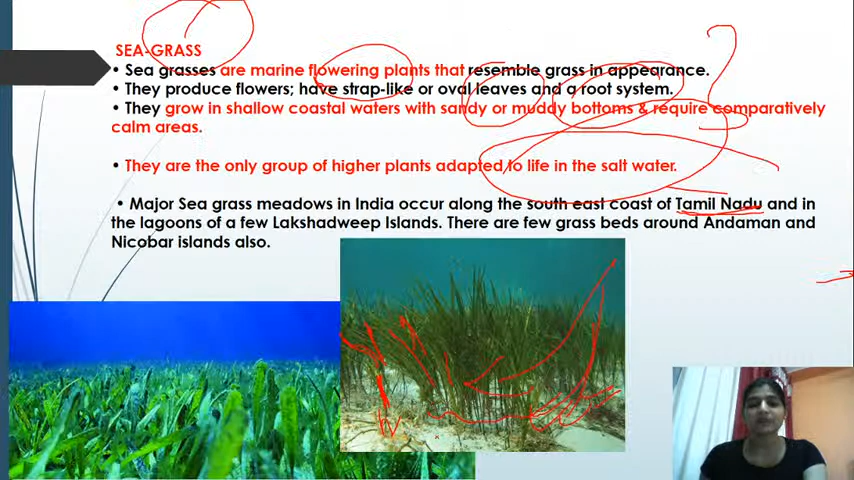 SEA-GRASS
• Sea grasses are marine flowering plants that resemble grass in appearance.
• They produce flowers; have strap-like or oval leaves and a root system.
• They grow in shallow coastal waters with sandy or muddy bottoms & require comparatively
calm areas.
• They are the only group of higher plants adapted to life in the salt water.
• Major Sea grass meadows in India occur along the south east coast of Tamil Nadu and in
the lagoons of a few Lakshadweep Islands. There are few grass beds around Andaman and
Nicobar islands also.